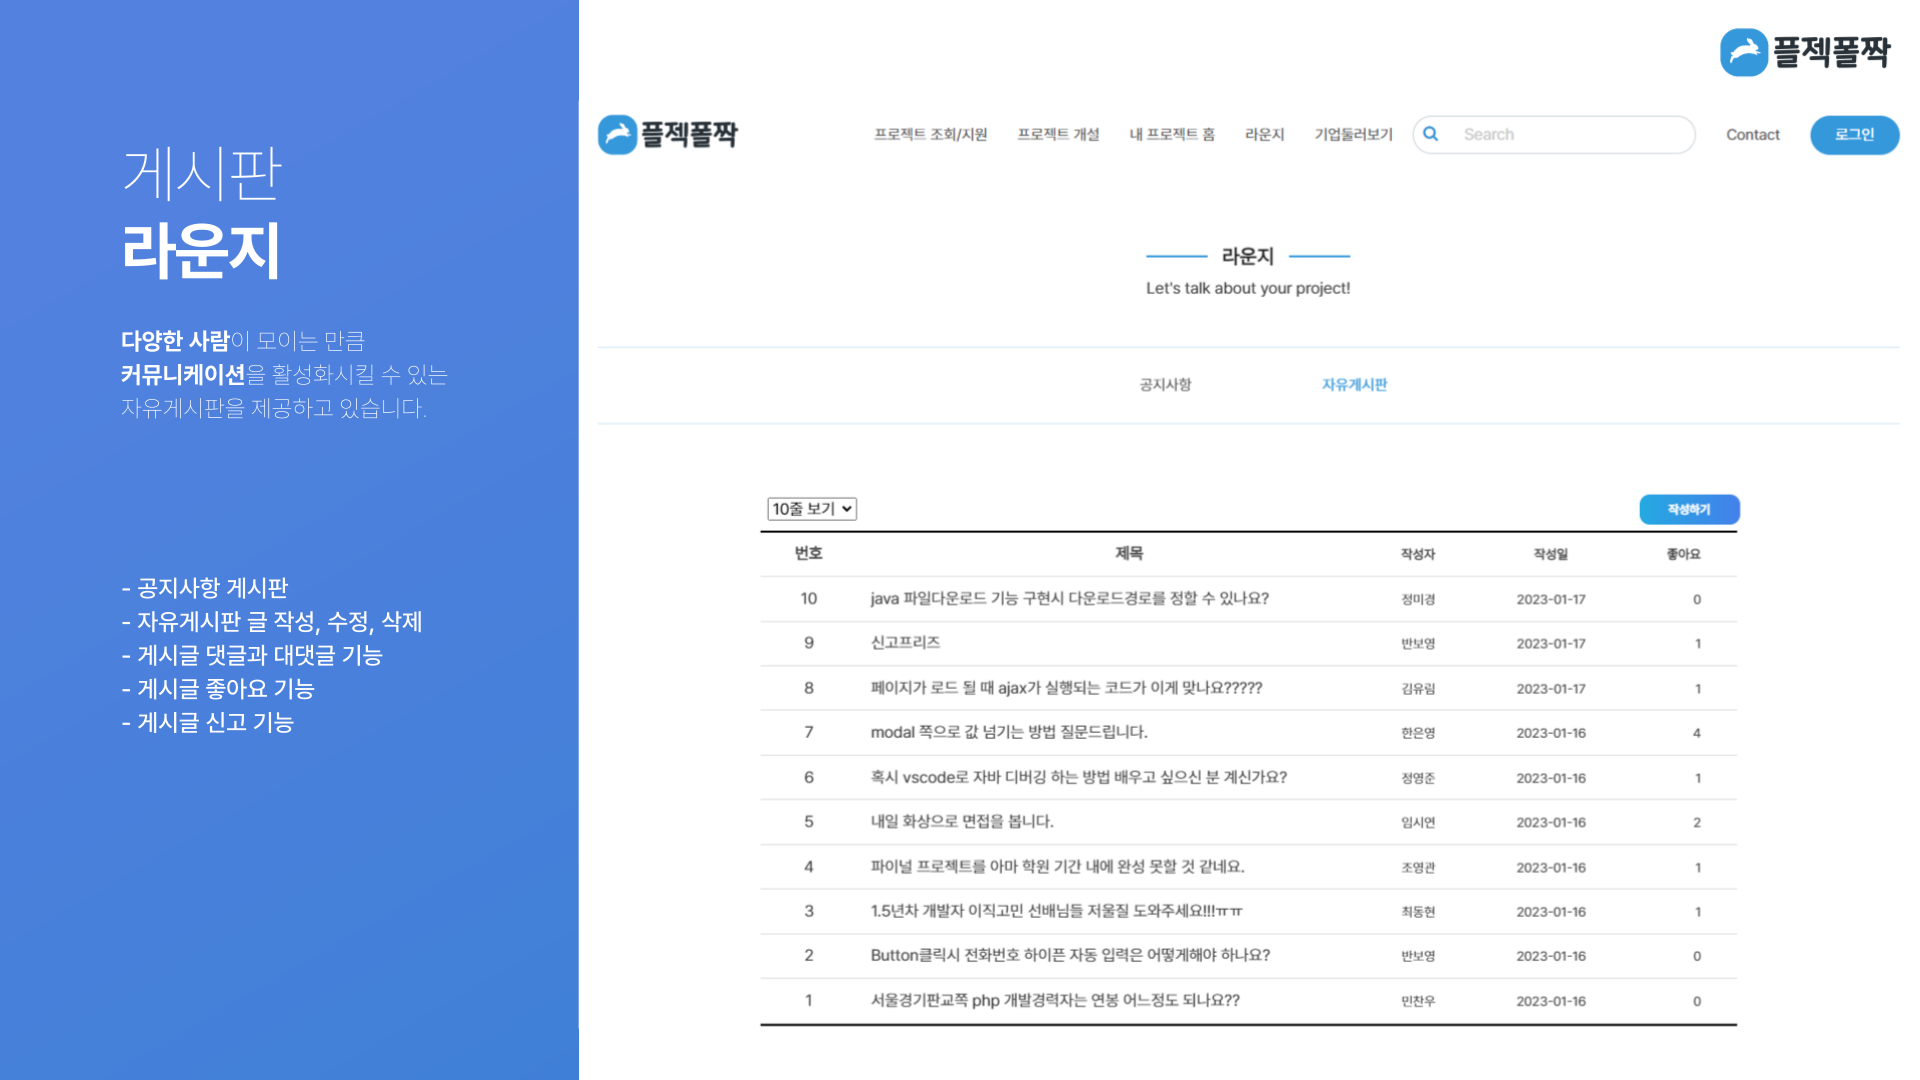 게시판
라운지
다양한 사람이 모이는 만큼
커뮤니케이션을 활성화시킬 수 있는
자유게시판을 제공하고 있습니다.
- 공지사항 게시판
- 자유게시판 글 작성, 수정, 삭제
- 게시글 댓글과 대댓글 기능
- 게시글 좋아요 기능
- 게시글 신고 기능
플젝폴짝
플젝폴짝 프로젝트 조회/지원 프로젝트 개설 내 프로젝트 홈 라운지 기업둘러보기 Search Contact 로그인
라운지
Let's talk about your project!
공지사항 자유게시판
10줄 보기 작성하기
번호 제목 작성자 작성일 좋아요
10 java 파일다운로드 기능 구현시 다운로드경로를 정할 수 있나요? 정미경 2023-01-17 0
9 신고프리즈 반보영 2023-01-17 1
8 페이지가 로드 될 때 ajax가 실행되는 코드가 이게 맞나요????? 김유림 2023-01-17 1
7 modal 쪽으로 값 넘기는 방법 질문드립니다. 한은영 2023-01-16 4
6 혹시 vscode로 자바 디버깅 하는 방법 배우고 싶으신 분 계신가요? 정영준 2023-01-16 1
5 내일 화상으로 면접을 봅니다. 임시연 2023-01-16 2
4 파이널 프로젝트를 아마 학원 기간 내에 완성 못할 것 같네요. 조영관 2023-01-16 1
3 1.5년차 개발자 이직고민 선배님들 저울질 도와주세요!!!ㅠㅠ 최동현 2023-01-16 1
2 Button클릭시 전화번호 하이픈 자동 입력은 어떻게해야 하나요? 반보영 2023-01-16 0
1 서울경기판교쪽 php 개발경력자는 연봉 어느정도 되나요?? 민찬우 2023-01-16 0